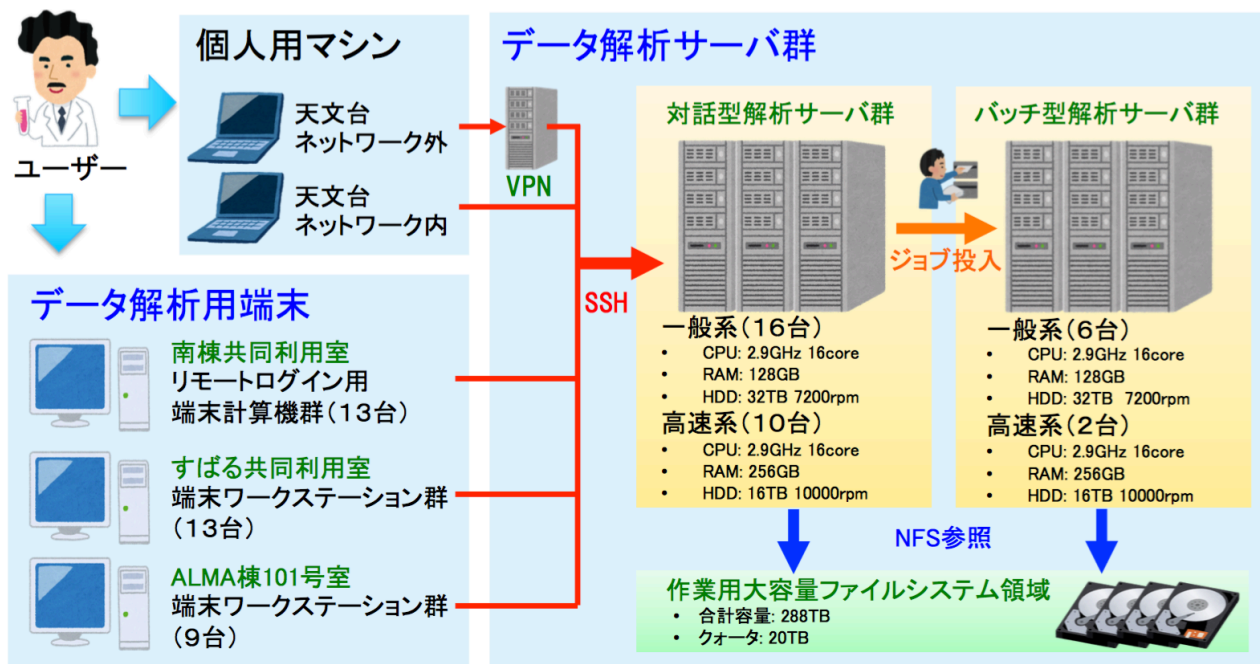 ユーザー
個人用マシン
天文台
ネットワーク外
天文台
ネットワーク内
データ解析用端末
南棟共同利用室
リモートログイン用
端末計算機群(13台)
すばる共同利用室
端末ワークステーション群
(13台)
ALMA棟101号室
端末ワークステーション群
(9台)
データ解析サーバ群
VPN
SSH
対話型解析サーバ群
一般系(16台)
• CPU: 2.9GHz 16core
• RAM: 128GB
• HDD: 32TB 7200rpm
高速系(10台)
• CPU: 2.9GHz 16core
• RAM: 256GB
• HDD: 16TB 10000rpm
ジョブ投入
バッチ型解析サーバ群
一般系(6台)
• CPU: 2.9GHz 16core
• RAM: 128GB
• HDD: 32TB 7200rpm
高速系(2台)
• CPU: 2.9GHz 16core
• RAM: 256GB
• HDD: 16TB 10000rpm
NFS参照
作業用大容量ファイルシステム領域
• 合計容量: 288TB
• クォータ: 20TB